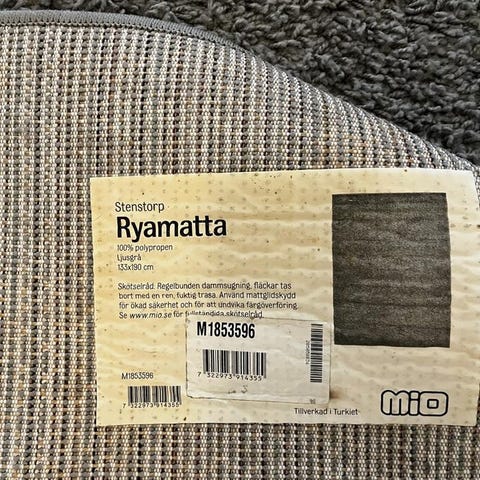 Stenstorp
Ryamatta
100% polypropen
Ljusgrå
133x190 cm
Skötselråd: Regelbunden dammsugning, fläckar tas
bort med en ren, fuktig trasa. Använd mattglidskydd
för ökad säkerhet och för att undvika färgöverföring.
Se www.mio.se för fullständiga skötselråd.
M1853596
7 322973 914355
M1853596
7 322973 914355
Tillverkad i Turkiet
mio